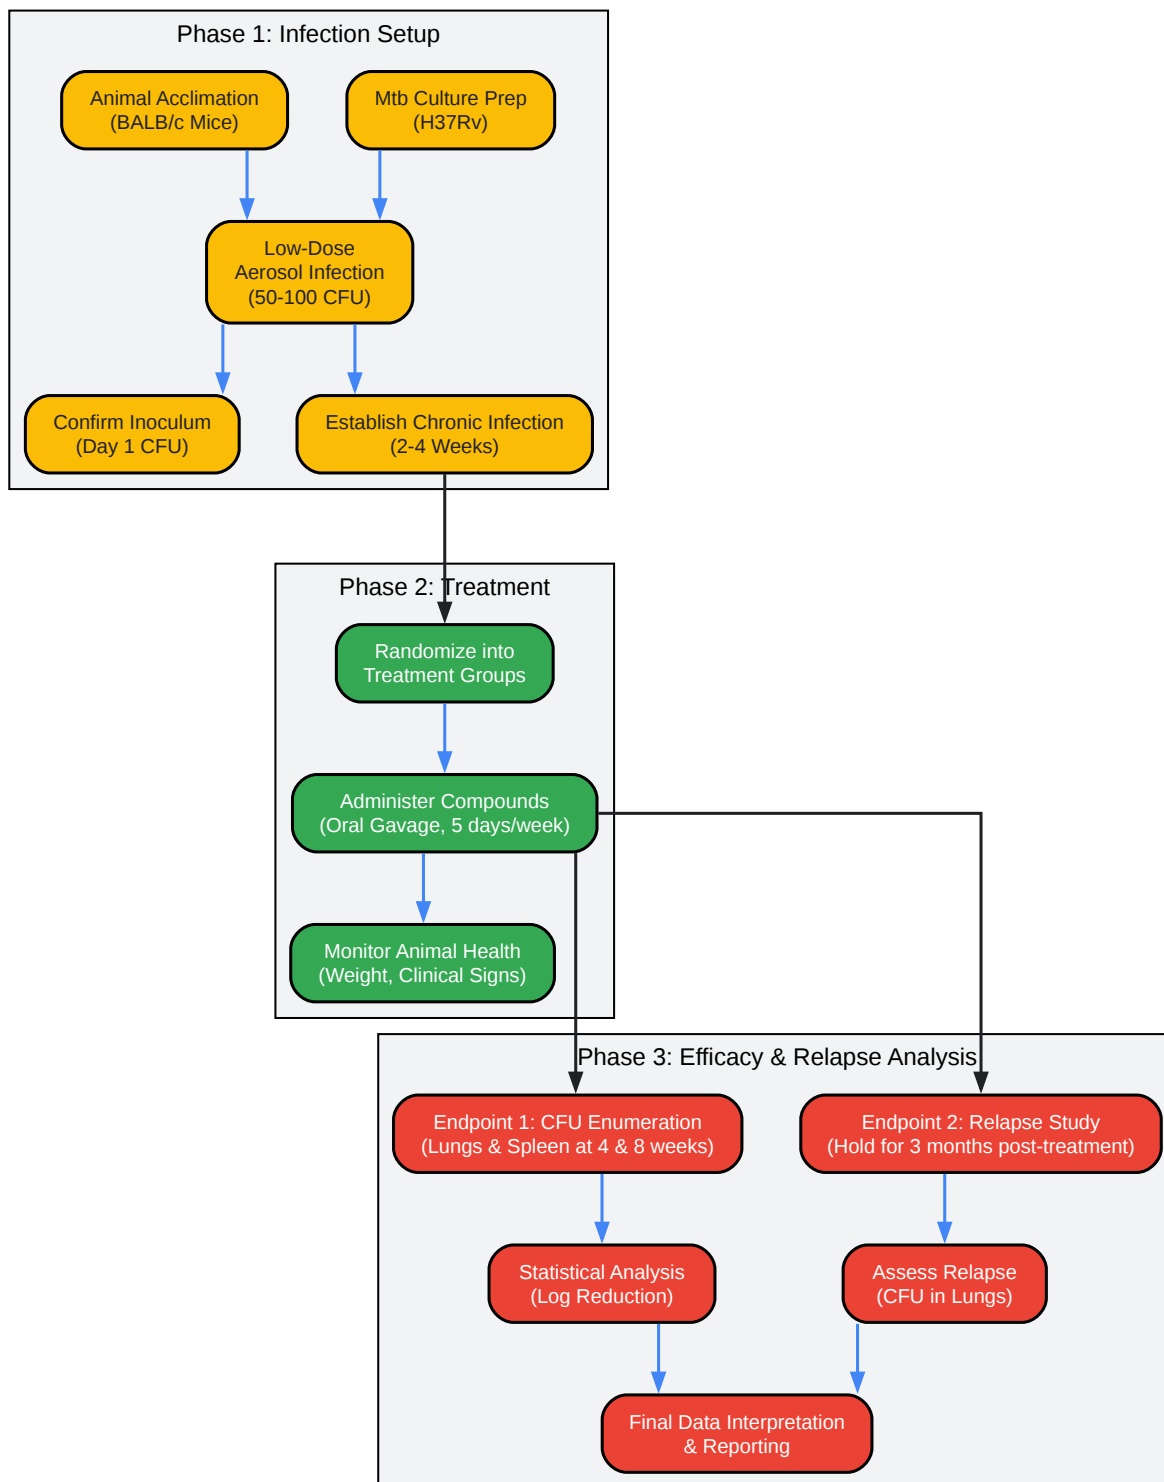 Phase 1: Infection Setup
Animal Acclimation
(BALB/c Mice)
Mtb Culture Prep
(H37Rv)
Low-Dose
Aerosol Infection
(50-100 CFU)
Confirm Inoculum
(Day 1 CFU)
Establish Chronic Infection
(2-4 Weeks)
Phase 2: Treatment
Randomize into
Treatment Groups
Administer Compounds
(Oral Gavage, 5 days/week)
Monitor Animal Health
(Weight, Clinical Signs)
Phase 3: Efficacy & Relapse Analysis
Endpoint 1: CFU Enumeration
(Lungs & Spleen at 4 & 8 weeks)
Endpoint 2: Relapse Study
(Hold for 3 months post-treatment)
Statistical Analysis
(Log Reduction)
Assess Relapse
(CFU in Lungs)
Final Data Interpretation
& Reporting